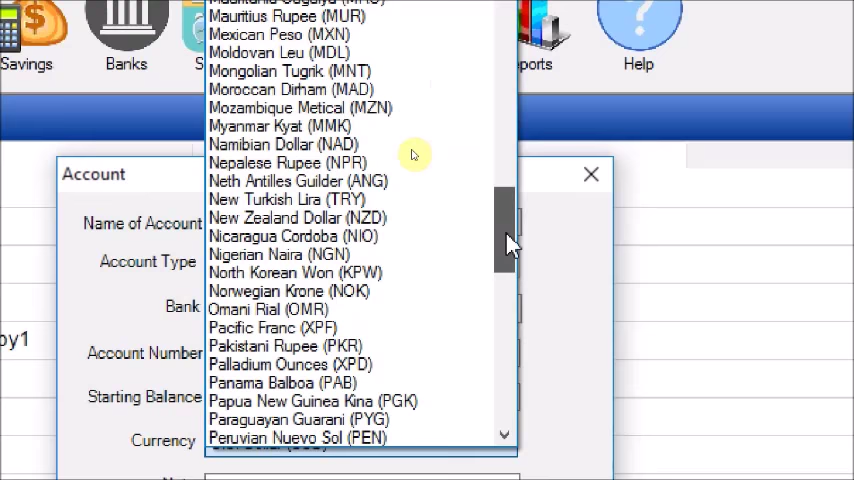 Mauritius Rupee (MUR)
Mexican Peso (MXN)
Moldovan Leu (MDL)
Mongolian Tugrik (MNT)
Moroccan Dirham (MAD)
Mozambique Metical (MZN)
Myanmar Kyat (MMK)
Namibian Dollar (NAD)
Nepalese Rupee (NPR)
Neth Antilles Guilder (ANG)
New Turkish Lira (TRY)
New Zealand Dollar (NZD)
Nicaragua Cordoba (NIO)
Nigerian Naira (NGN)
North Korean Won (KPW)
Norwegian Krone (NOK)
Omani Rial (OMR)
Pacific Franc (XPF)
Pakistani Rupee (PKR)
Palladium Ounces (XPD)
Panama Balboa (PAB)
Papua New Guinea Kina (PGK)
Paraguayan Guarani (PYG)
Peruvian Nuevo Sol (PEN)
Savings
Banks
S
ports
Help
Account
Name of Account
Account Type
Bank
Account Number
Starting Balance
Currency
by1